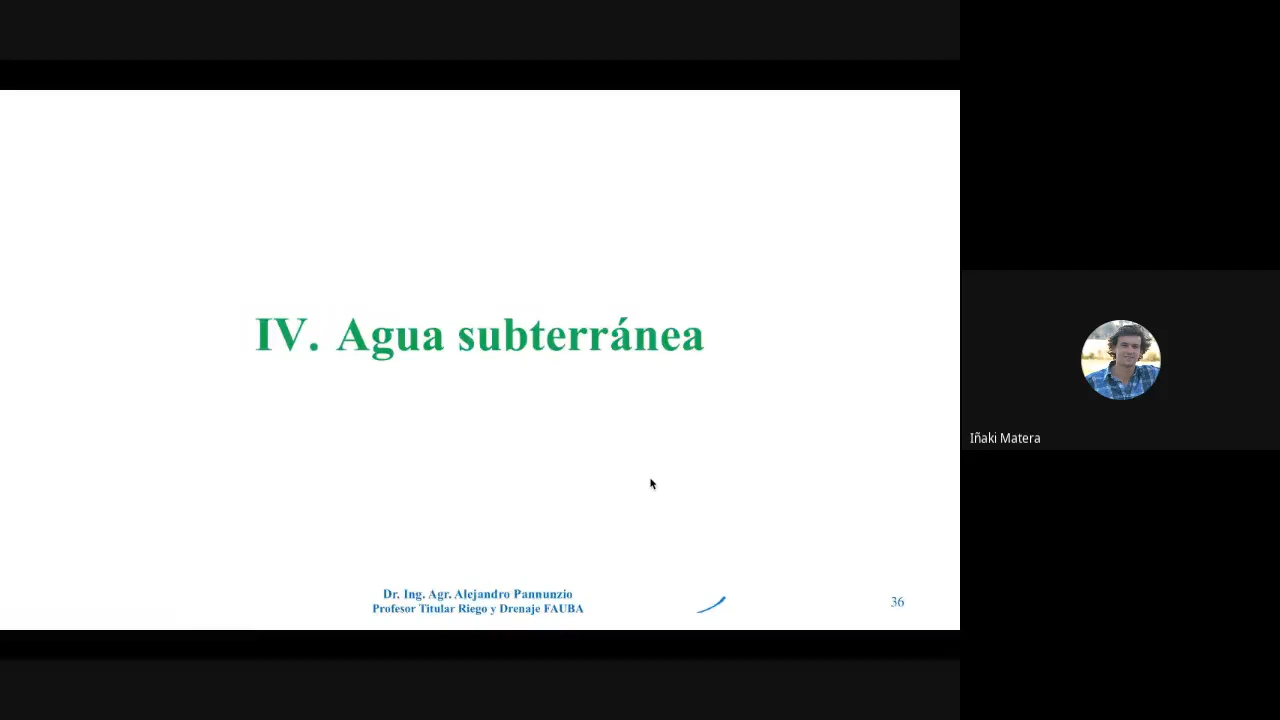 IV. Agua subterránea
Iñaki Matera
Dr. Ing. Agr. Alejandro Pannunzio
Profesor Titular Riego y Drenaje FAUBA
36